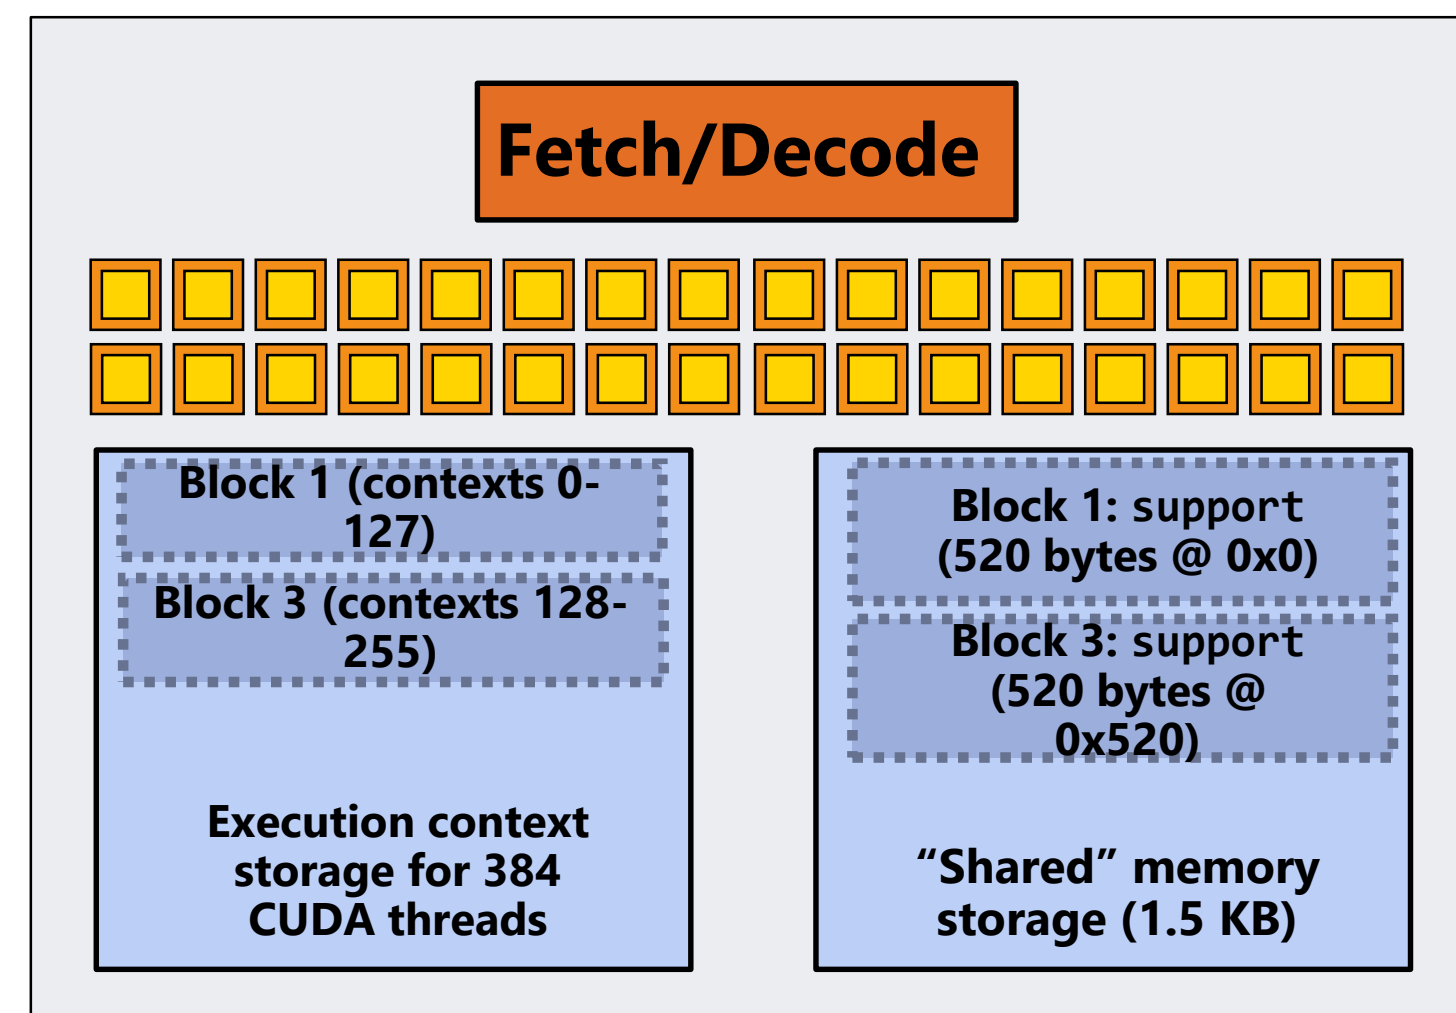 Fetch/Decode
Block 1 (contexts 0-
127)
Block 3 (contexts 128-
255)
Execution context
storage for 384
CUDA threads
Block 1: support
(520 bytes @ 0x0)
Block 3: support
(520 bytes @
0x520)
“Shared” memory
storage (1.5 KB)